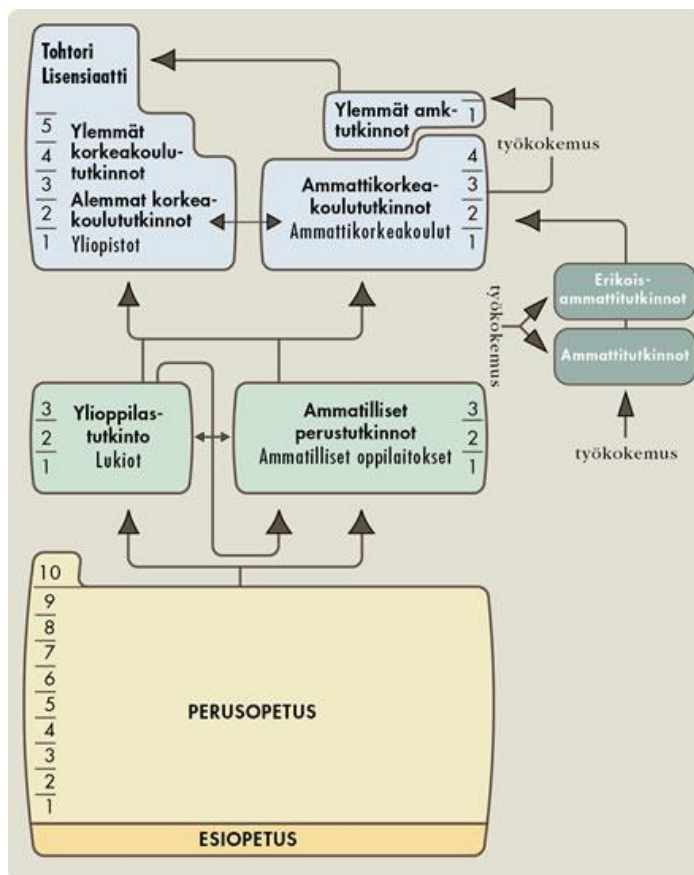 Tohtori
Lisensiaatti
5
4
3
2
1
Ylemmät
korkeakoulu-
tutkinnot
Alemmat korkea-
koulututkinnot
Yliopistot
Ylemmät amk-
tutkinnot
1
työkokemus
Ammattikorkea-
koulututkinnot
Ammattikorkeakoulut
4
3
2
1
työkokemus
Erikois-
ammattitutkinnot
Ammattitutkinnot
työkokemus
3
2
1
Ylioppilas-
tutkinto
Lukiot
Ammatilliset
perustutkinnot
Ammatilliset oppilaitokset
3
2
1
10
9
8
7
6
5
4
3
2
1
PERUSOPETUS
ESIOPETUS